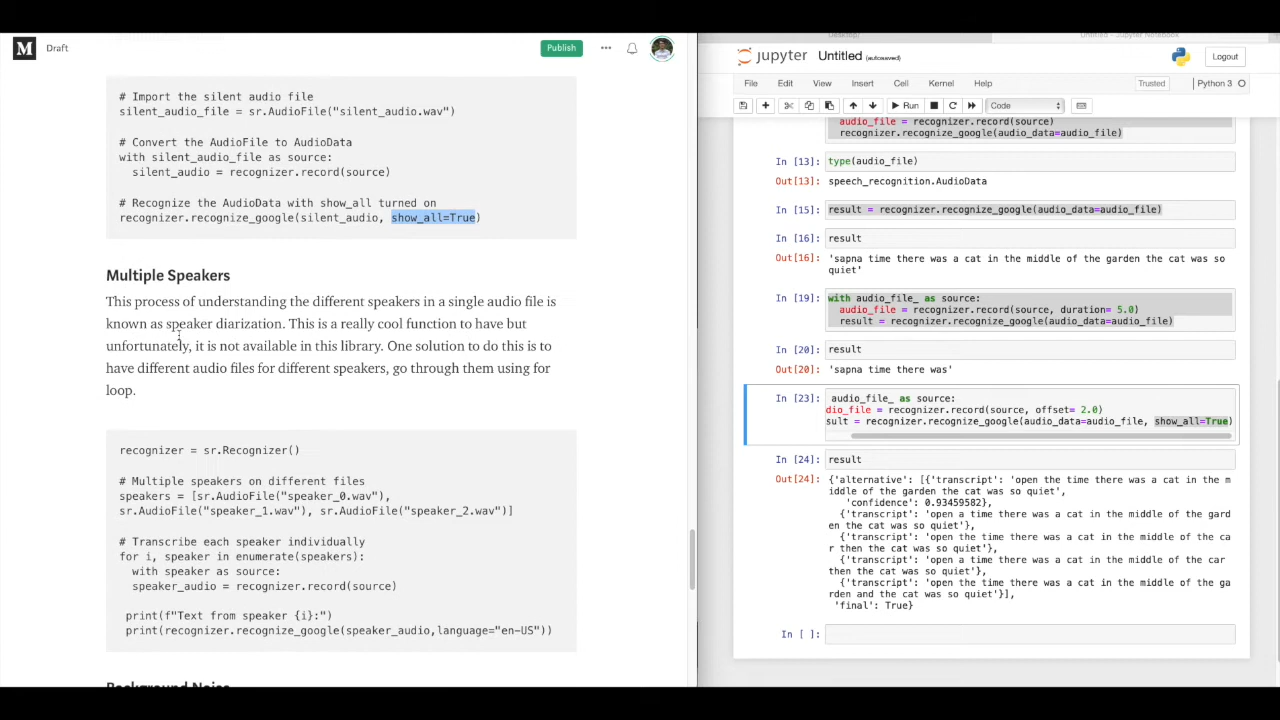 Draft
Publish
# Import the silent audio file
silent_audio_file = sr.AudioFile("silent_audio.wav")
# Convert the AudioFile to AudioData
with silent_audio_file as source:
silent_audio = recognizer.record(source)
# Recognize the AudioData with show_all turned on
recognizer.recognize_google(silent_audio, show_all=True)
Multiple Speakers
This process of understanding the different speakers in a single audio file is
known as speaker diarization. This is a really cool function to have but
unfortunately, it is not available in this library. One solution to do this is to
have different audio files for different speakers, go through them using for
loop.
recognizer = sr.Recognizer()
# Multiple speakers on different files
speakers = [sr.AudioFile("speaker_0.wav"),
sr.AudioFile("speaker_1.wav"), sr.AudioFile("speaker_2.wav")]
# Transcribe each speaker individually
for i, speaker in enumerate(speakers):
with speaker as source:
speaker_audio = recognizer.record(source)
print(f"Text from speaker {i}:")
print(recognizer.recognize_google(speaker_audio,language="en-US"))
Background Noise
Desktop/
Untitled - Jupyter Notebook
jupyter Untitled (autosaved)
Logout
File Edit View Insert Cell Kernel Help
Trusted
Python 3
Run
Code
audio_file = recognizer.record(source)
recognizer.recognize_google(audio_data=audio_file)
In [13]: type(audio_file)
Out[13]: speech_recognition.AudioData
In [15]: result = recognizer.recognize_google(audio_data=audio_file)
In [16]: result
Out[16]: 'sapna time there was a cat in the middle of the garden the cat was so
quiet'
In [19]: with audio_file_ as source:
audio_file = recognizer.record(source, duration= 5.0)
result = recognizer.recognize_google(audio_data=audio_file)
In [20]: result
Out[20]: 'sapna time there was'
In [23]: audio_file_ as source:
dio_file = recognizer.record(source, offset= 2.0)
sult = recognizer.recognize_google(audio_data=audio_file, show_all=True)
In [24]: result
Out[24]: {'alternative': [{'transcript': 'open the time there was a cat in the m
iddle of the garden the cat was so quiet',
'confidence': 0.93459582},
{'transcript': 'open a time there was a cat in the middle of the gard
en the cat was so quiet'},
{'transcript': 'open the time there was a cat in the middle of the ca
r then the cat was so quiet'},
{'transcript': 'open a time there was a cat in the middle of the car
then the cat was so quiet'},
{'transcript': 'open the time there was a cat in the middle of the ga
rden and the cat was so quiet'}],
'final': True}
In [ ]: